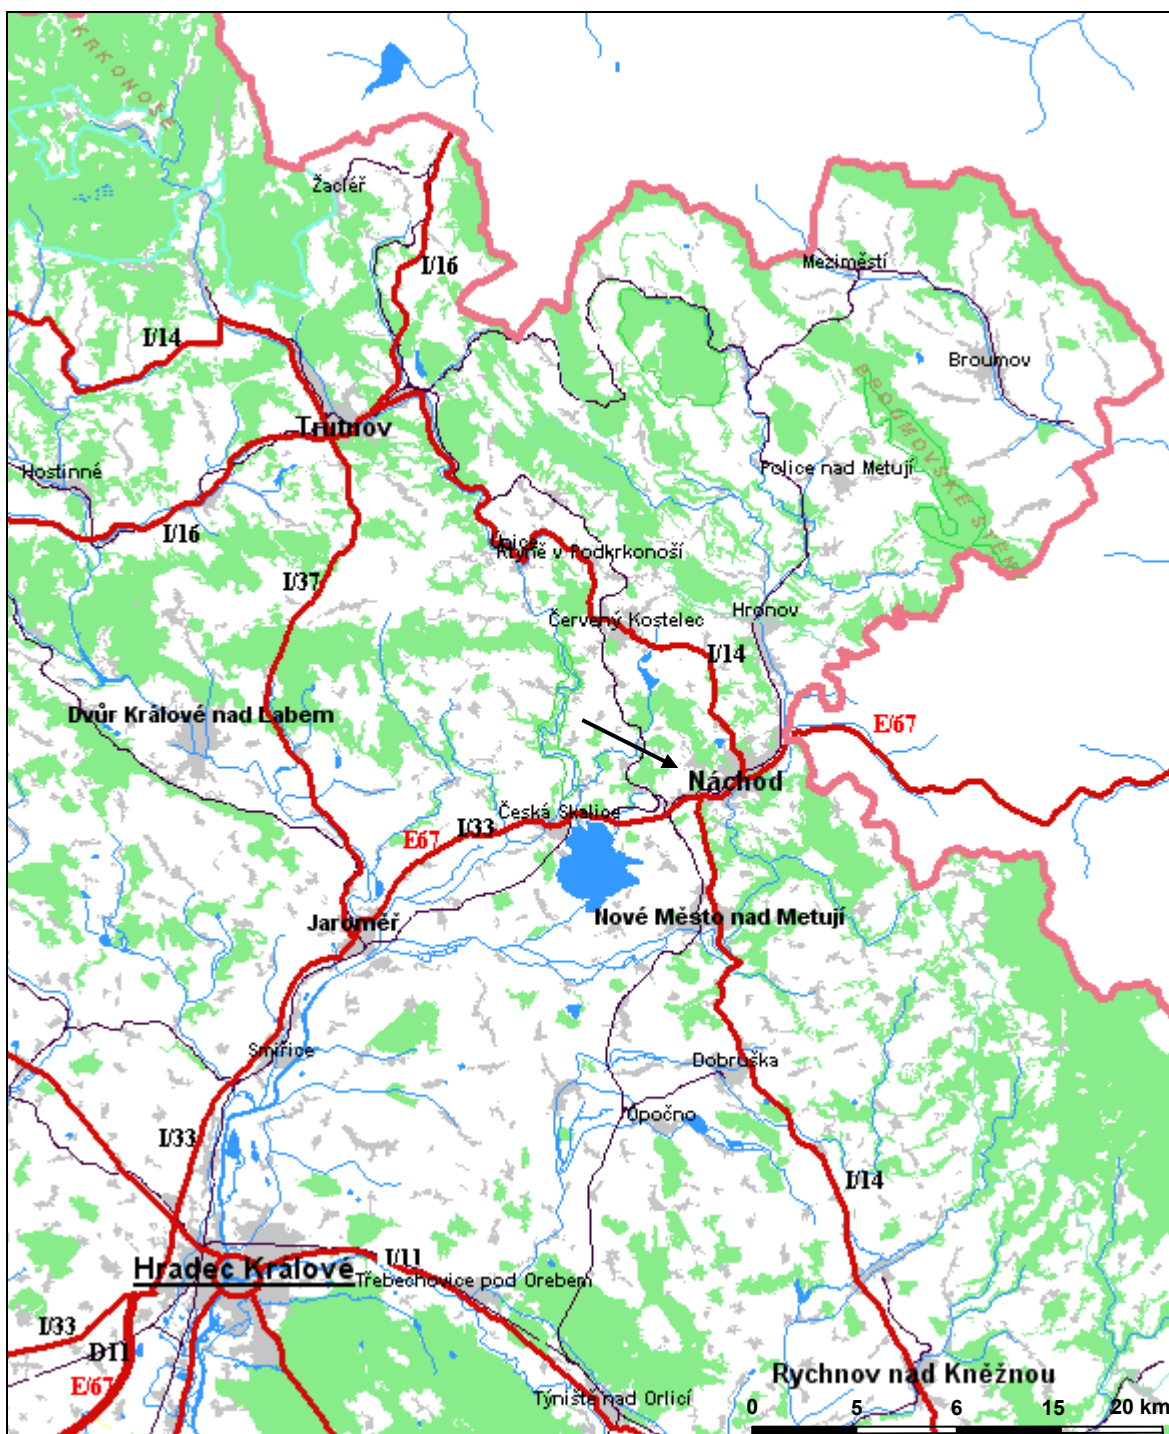 KRKONOŠE
Žacléř
I/16
Meziměstí
I/14
Broumov
Trutnov
BROUMOVSKÉ STĚNY
Hostinné
Police nad Metují
I/16
Úpice
Rtyně v Podkrkonoší
I/37
Hronov
Červený Kostelec
I/14
Dvůr Králové nad Labem
E/67
Náchod
Česká Skalice
I/33
E67
Jaroměř
Nové Město nad Metují
Smiřice
Dobruška
Opočno
I/33
I/14
Hradec Králové
I/11
Třebechovice pod Orebem
I/33
D11
E/67
Rychnov nad Kněžnou
Týniště nad Orlicí
0 5 6 15 20 km